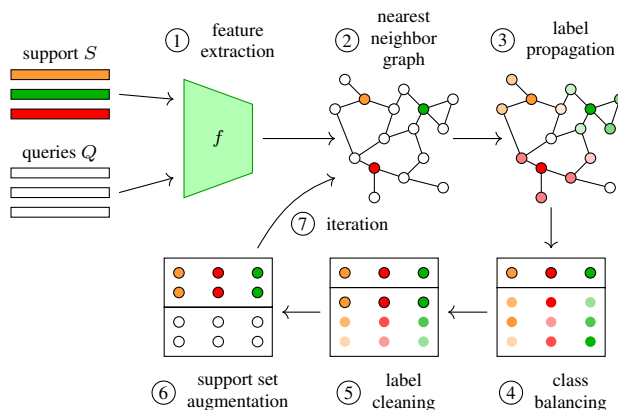 ① feature
extraction
② nearest
neighbor
graph
③ label
propagation
support S
f
queries Q
⑦ iteration
⑥ support set
augmentation
⑤ label
cleaning
④ class
balancing